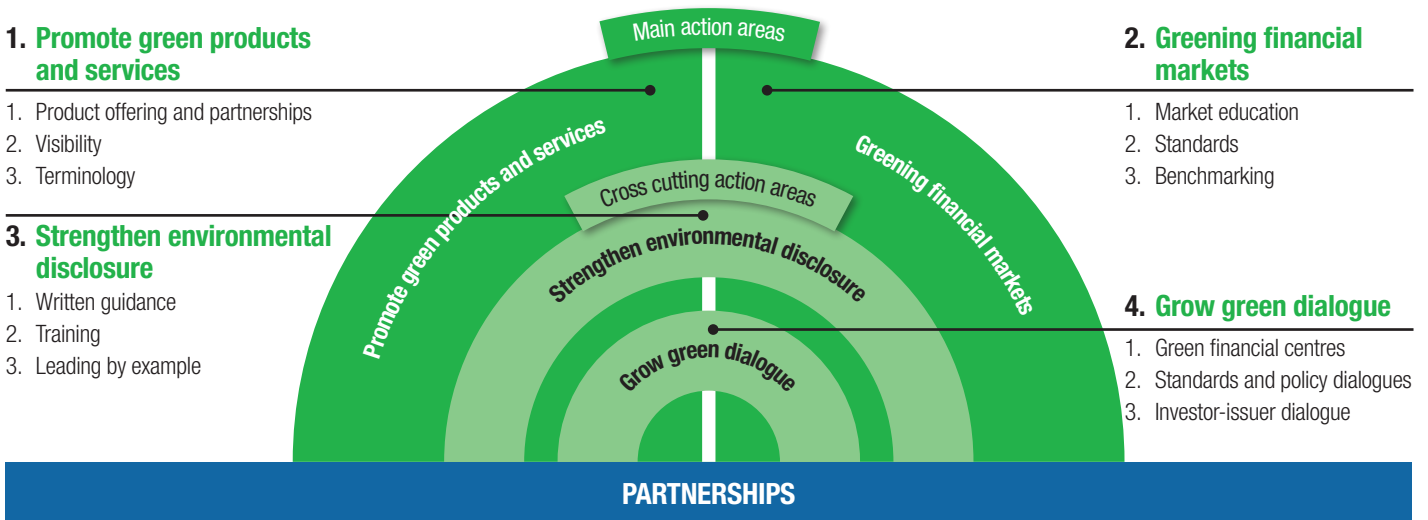 1. Promote green products
and services
1. Product offering and partnerships
2. Visibility
3. Terminology
3. Strengthen environmental
disclosure
1. Written guidance
2. Training
3. Leading by example
Main action areas
Promote green products and services
Greening financial markets
Cross cutting action areas
Strengthen environmental disclosure
Grow green dialogue
2. Greening financial
markets
1. Market education
2. Standards
3. Benchmarking
4. Grow green dialogue
1. Green financial centres
2. Standards and policy dialogues
3. Investor-issuer dialogue
PARTNERSHIPS